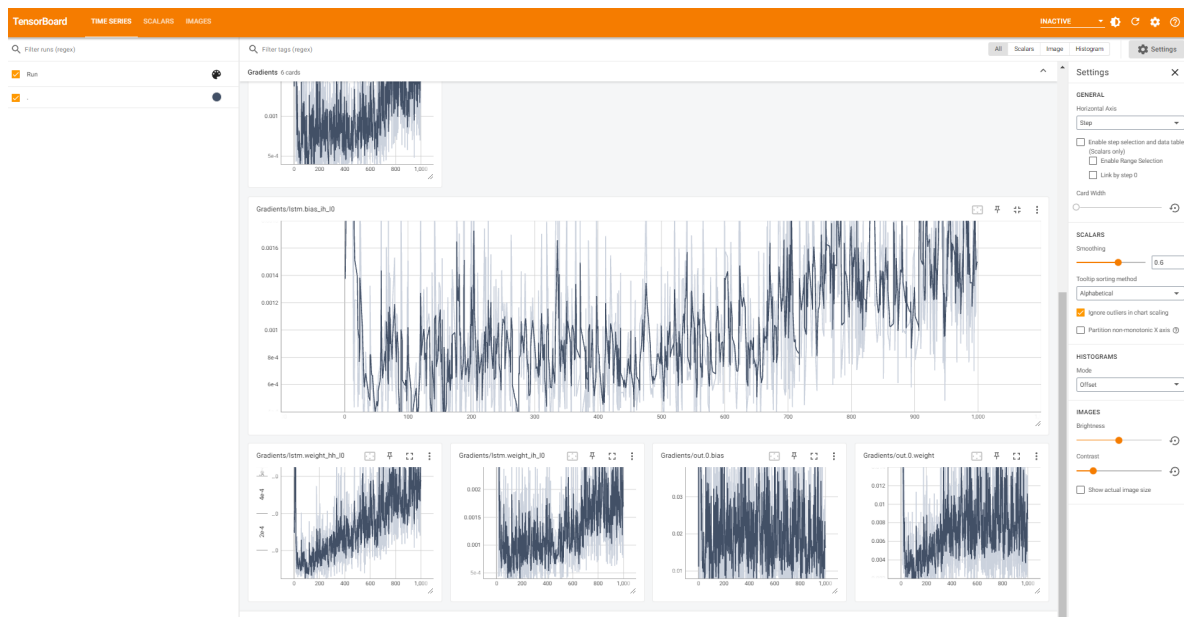 TensorBoard TIME SERIES SCALARS IMAGES INACTIVE
Filter runs (regex)
Filter tags (regex)
All Scalars Image Histogram Settings
Run
.
Gradients 6 cards
0.001
5e-4
0 200 400 600 800 1,000
Gradients/lstm.bias_ih_l0
0.0016
0.0014
0.0012
0.001
8e-4
6e-4
0 100 200 300 400 500 600 700 800 900 1,000
Gradients/lstm.weight_hh_l0
4e-4
2e-4
0 200 400 600 800 1,000
Gradients/lstm.weight_ih_l0
0.002
0.0015
0.001
5e-4
0 200 400 600 800 1,000
Gradients/out.0.bias
0.03
0.02
0.01
0 200 400 600 800 1,000
Gradients/out.0.weight
0.012
0.01
0.008
0.006
0.004
0 200 400 600 800 1,000
Settings
GENERAL
Horizontal Axis
Step
Enable step selection and data table
(Scalars only)
Enable Range Selection
Link by step 0
Card Width
SCALARS
Smoothing
0.6
Tooltip sorting method
Alphabetical
Ignore outliers in chart scaling
Partition non-monotonic X axis
HISTOGRAMS
Mode
Offset
IMAGES
Brightness
Contrast
Show actual image size